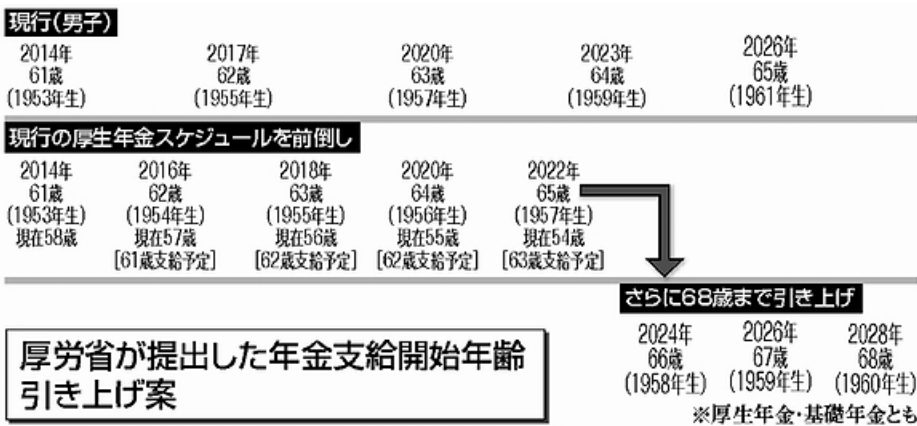 現行(男子)
2014年 2017年 2020年 2023年 2026年
61歳 62歳 63歳 64歳 65歳
(1953年生) (1955年生) (1957年生) (1959年生) (1961年生)
現行の厚生年金スケジュールを前倒し
2014年 2016年 2018年 2020年 2022年
61歳 62歳 63歳 64歳 65歳
(1953年生) (1954年生) (1955年生) (1956年生) (1957年生)
現在58歳 現在57歳 現在56歳 現在55歳 現在54歳
[61歳支給予定] [62歳支給予定] [62歳支給予定] [63歳支給予定]
さらに68歳まで引き上げ
2024年 2026年 2028年
66歳 67歳 68歳
(1958年生) (1959年生) (1960年生)
※厚生年金・基礎年金とも
厚労省が提出した年金支給開始年齢
引き上げ案